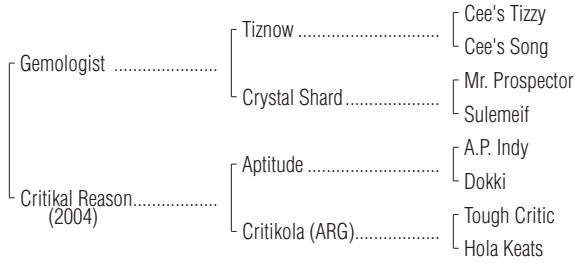 Cee's Tizzy
Tiznow ..............................
Cee's Song
Gemologist ......................
Mr. Prospector
Crystal Shard....................
Sulemeif
A.P. Indy
Aptitude ............................
Dokki
Critikal Reason..................
(2004)
Tough Critic
Critikola (ARG)..................
Hola Keats